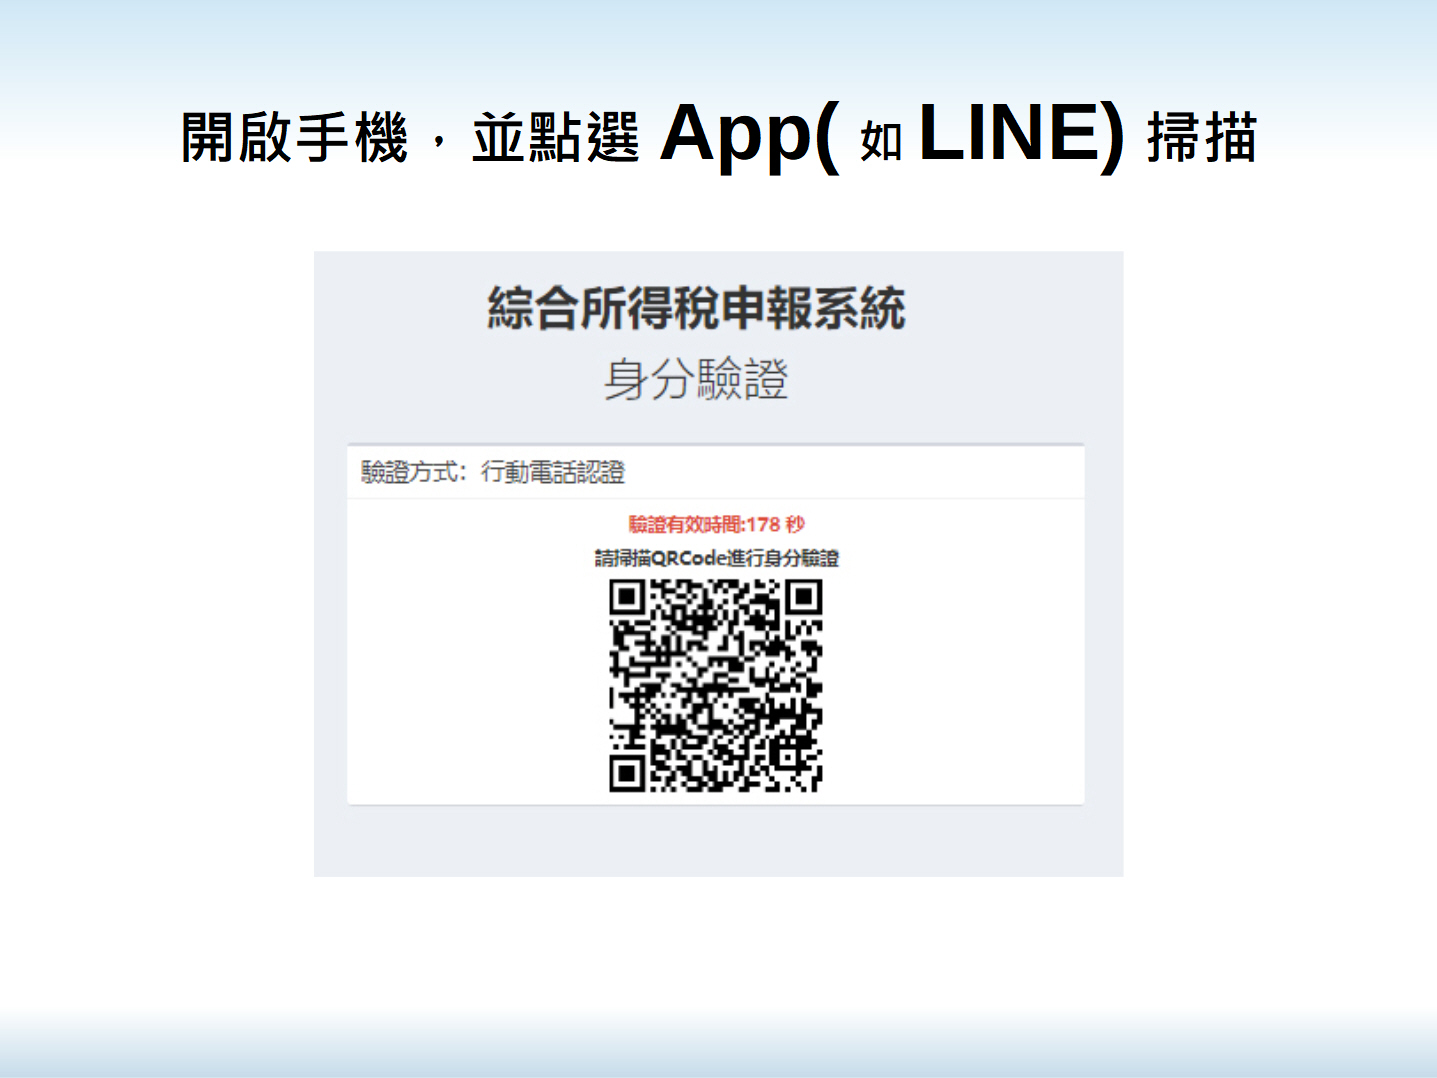 開啟手機，並點選 App( 如 LINE) 掃描
綜合所得稅申報系統
身分驗證
驗證方式：行動電話認證
驗證有效時間:178 秒
請掃描QRCode進行身分驗證